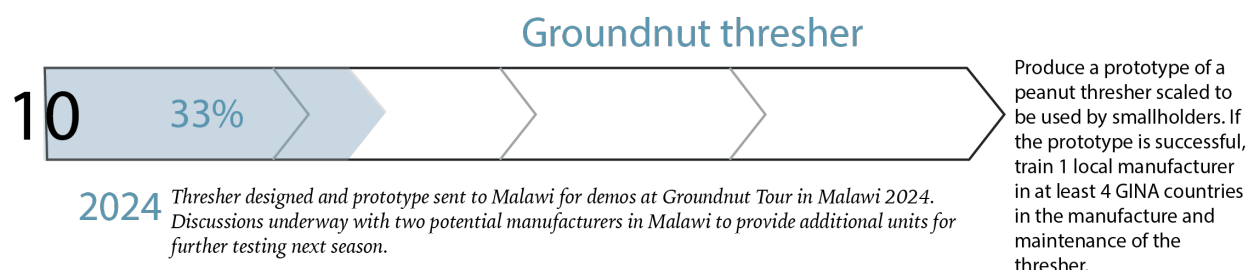 Groundnut thresher
10
33%
Produce a prototype of a
peanut thresher scaled to
be used by smallholders. If
the prototype is successful,
train 1 local manufacturer
in at least 4 GINA countries
in the manufacture and
maintenance of the
thresher.
2024
Thresher designed and prototype sent to Malawi for demos at Groundnut Tour in Malawi 2024.
Discussions underway with two potential manufacturers in Malawi to provide additional units for
further testing next season.